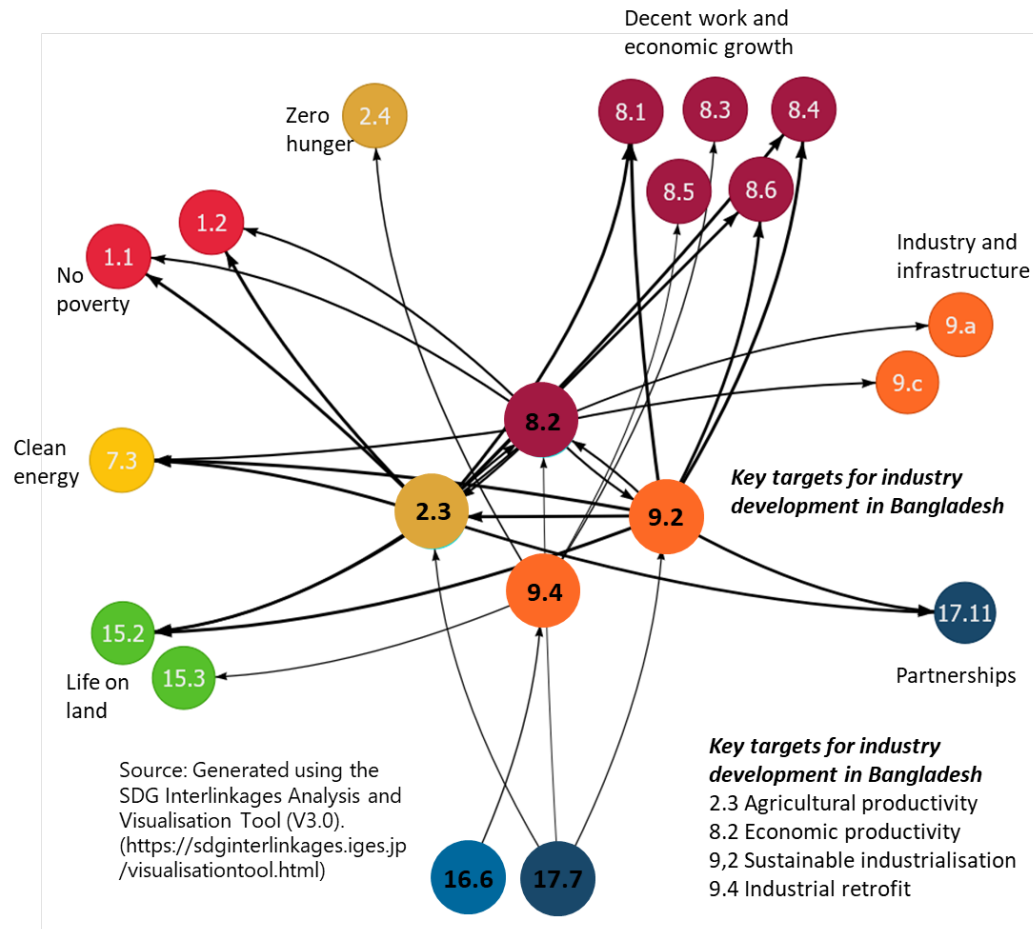 Decent work and
economic growth
8.1
8.3
8.4
Zero
hunger
2.4
8.5
8.6
1.2
1.1
No
poverty
Industry and
infrastructure
9.a
9.c
8.2
Clean
energy
7.3
Key targets for industry
development in Bangladesh
2.3
9.2
9.4
15.2
15.3
Life on
land
17.11
Partnerships
Source: Generated using the
SDG Interlinkages Analysis and
Visualisation Tool (V3.0).
(https://sdginterlinkages.iges.jp
/visualisationtool.html)
Key targets for industry
development in Bangladesh
2.3 Agricultural productivity
8.2 Economic productivity
9,2 Sustainable industrialisation
9.4 Industrial retrofit
16.6
17.7